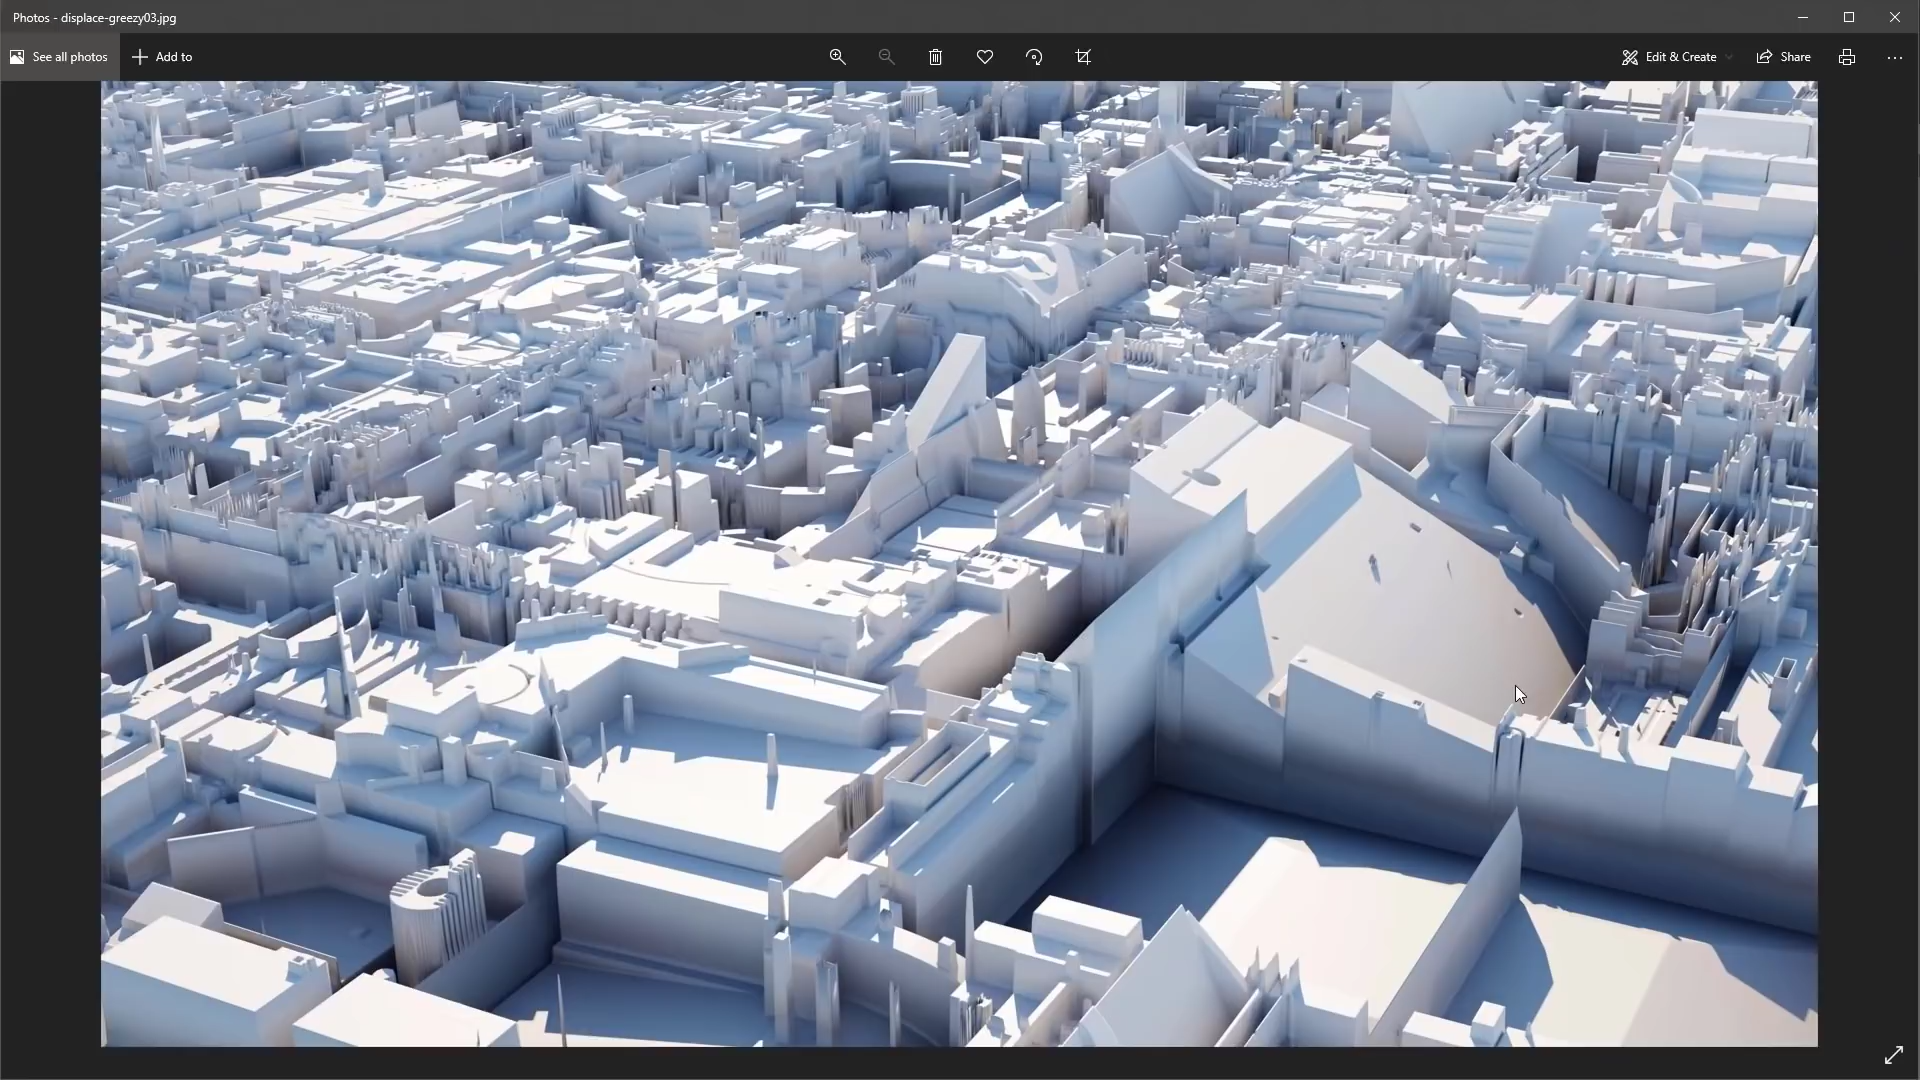 Photos - displace-greezy03.jpg
See all photos
Add to
Edit & Create
Share